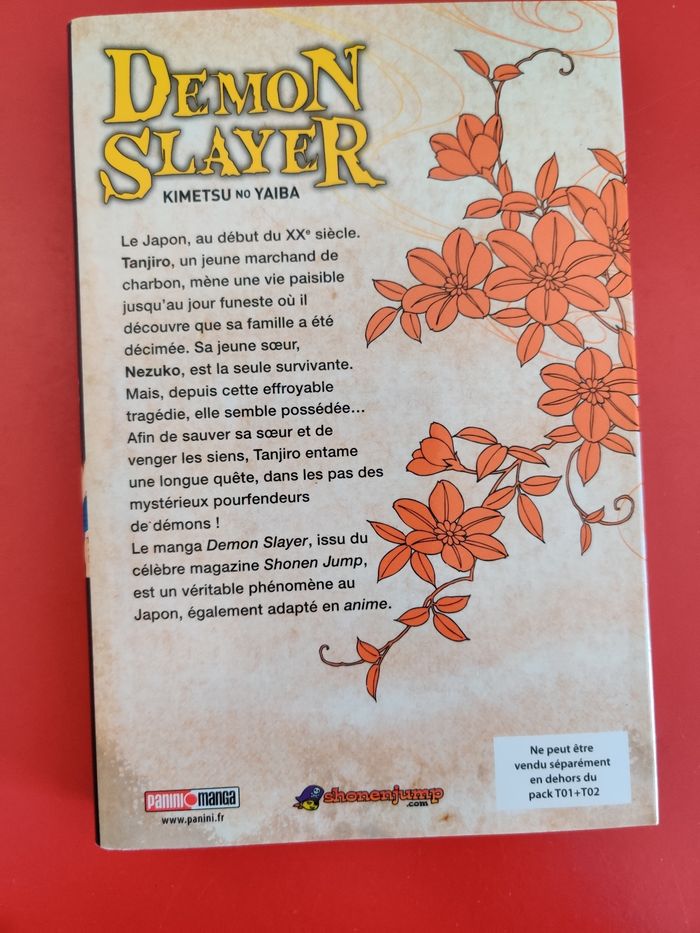 DEMON
SLAYER
KIMETSU NO YAIBA
Le Japon, au début du XXe siècle.
Tanjiro, un jeune marchand de
charbon, mène une vie paisible
jusqu'au jour funeste où il
découvre que sa famille a été
décimée. Sa jeune sœur,
Nezuko, est la seule survivante.
Mais, depuis cette effroyable
tragédie, elle semble possédée...
Afin de sauver sa sœur et de
venger les siens, Tanjiro entame
une longue quête, dans les pas des
mystérieux pourfendeurs
de démons !
Le manga Demon Slayer, issu du
célèbre magazine Shonen Jump,
est un véritable phénomène au
Japon, également adapté en anime.
Ne peut être
vendu séparément
en dehors du
pack T01+T02
panini manga
www.panini.fr
shonenjump
.com